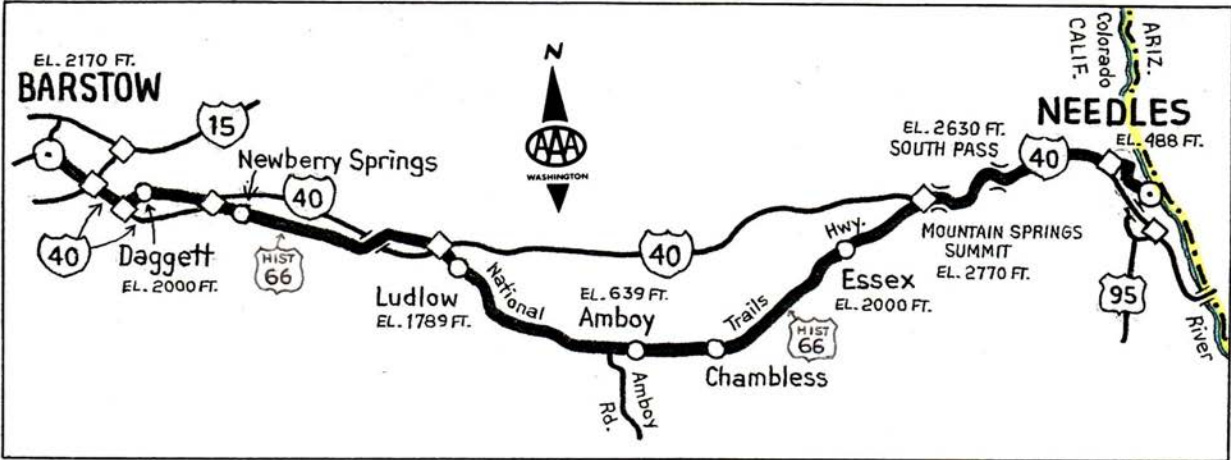 EL. 2170 FT.
BARSTOW
15
Newberry Springs
40
40
Daggett
EL. 2000 FT.
HIST
66
N
AAA
WASHINGTON
Ludlow
EL. 1789 FT.
National
Trails
Hwy.
EL. 639 FT.
Amboy
Amboy
Rd.
Chambless
40
HIST
66
Essex
EL. 2000 FT.
EL. 2630 FT.
SOUTH PASS
40
MOUNTAIN SPRINGS
SUMMIT
EL. 2770 FT.
NEEDLES
EL. 488 FT.
95
Colorado
River
CALIF.
ARIZ.